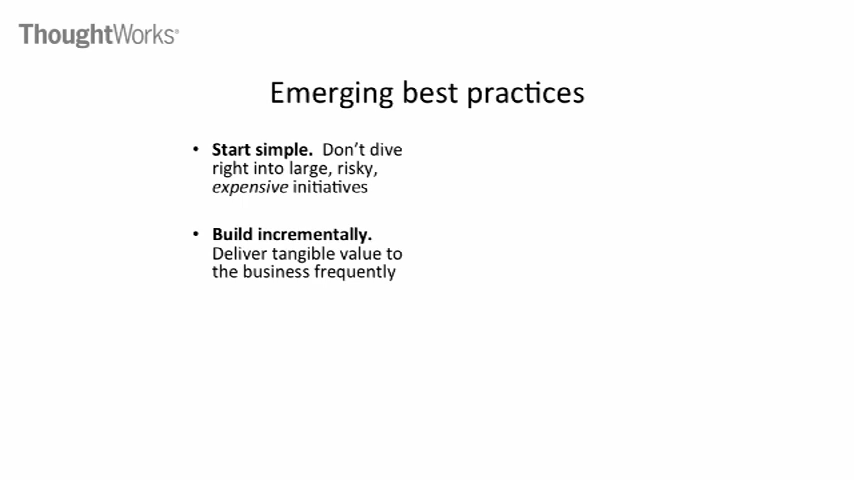 ThoughtWorks®
Emerging best practices
• Start simple. Don't dive
right into large, risky,
expensive initiatives
• Build incrementally.
Deliver tangible value to
the business frequently